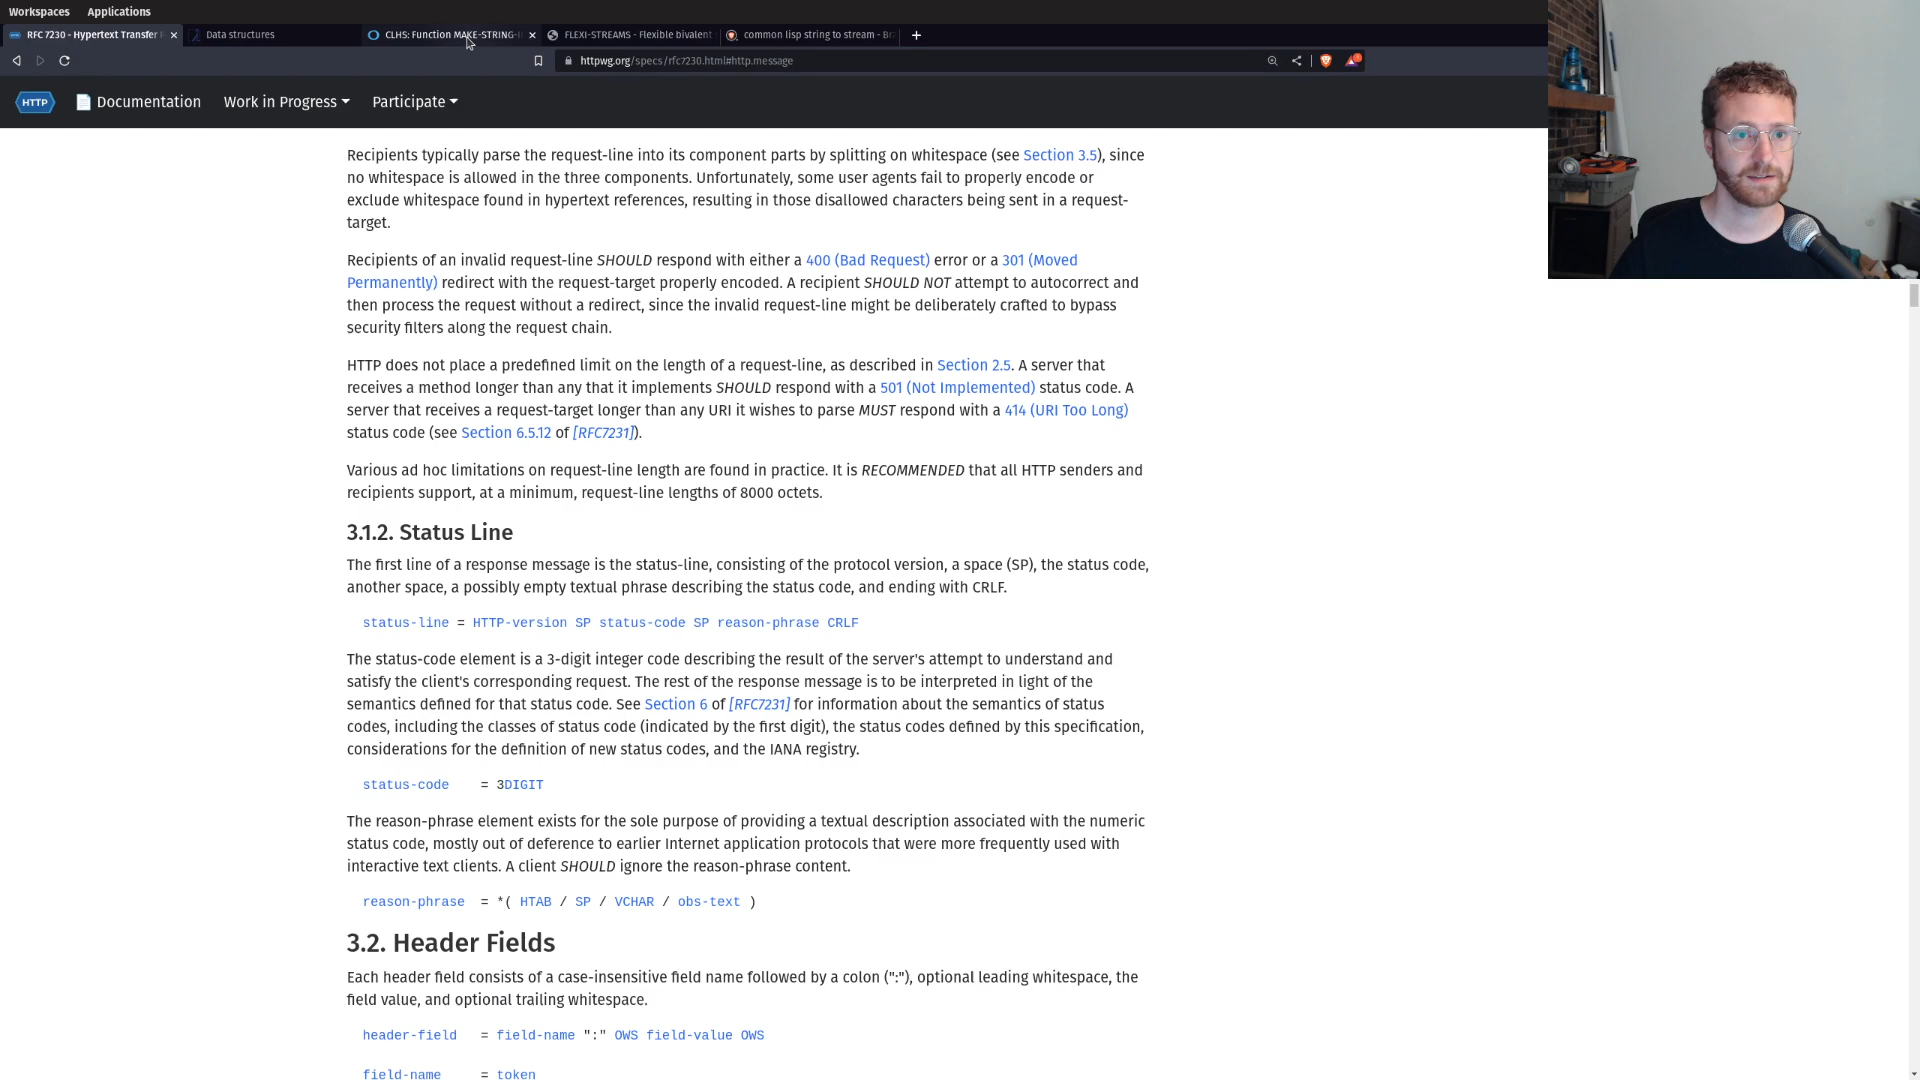 Workspaces Applications
RFC 7230 - Hypertext Transfer Data structures CLHS: Function MAKE-STRING- FLEXI-STREAMS - Flexible bivalent common lisp string to stream - Br
httpwg.org/specs/rfc7230.html#http.message
HTTP Documentation Work in Progress Participate
Recipients typically parse the request-line into its component parts by splitting on whitespace (see Section 3.5), since
no whitespace is allowed in the three components. Unfortunately, some user agents fail to properly encode or
exclude whitespace found in hypertext references, resulting in those disallowed characters being sent in a request-
target.
Recipients of an invalid request-line SHOULD respond with either a 400 (Bad Request) error or a 301 (Moved
Permanently) redirect with the request-target properly encoded. A recipient SHOULD NOT attempt to autocorrect and
then process the request without a redirect, since the invalid request-line might be deliberately crafted to bypass
security filters along the request chain.
HTTP does not place a predefined limit on the length of a request-line, as described in Section 2.5. A server that
receives a method longer than any that it implements SHOULD respond with a 501 (Not Implemented) status code. A
server that receives a request-target longer than any URI it wishes to parse MUST respond with a 414 (URI Too Long)
status code (see Section 6.5.12 of [RFC7231]).
Various ad hoc limitations on request-line length are found in practice. It is RECOMMENDED that all HTTP senders and
recipients support, at a minimum, request-line lengths of 8000 octets.
3.1.2. Status Line
The first line of a response message is the status-line, consisting of the protocol version, a space (SP), the status code,
another space, a possibly empty textual phrase describing the status code, and ending with CRLF.
status-line = HTTP-version SP status-code SP reason-phrase CRLF
The status-code element is a 3-digit integer code describing the result of the server's attempt to understand and
satisfy the client's corresponding request. The rest of the response message is to be interpreted in light of the
semantics defined for that status code. See Section 6 of [RFC7231] for information about the semantics of status
codes, including the classes of status code (indicated by the first digit), the status codes defined by this specification,
considerations for the definition of new status codes, and the IANA registry.
status-code = 3DIGIT
The reason-phrase element exists for the sole purpose of providing a textual description associated with the numeric
status code, mostly out of deference to earlier Internet application protocols that were more frequently used with
interactive text clients. A client SHOULD ignore the reason-phrase content.
reason-phrase = *( HTAB / SP / VCHAR / obs-text )
3.2. Header Fields
Each header field consists of a case-insensitive field name followed by a colon (":"), optional leading whitespace, the
field value, and optional trailing whitespace.
header-field = field-name ":" OWS field-value OWS
field-name = token